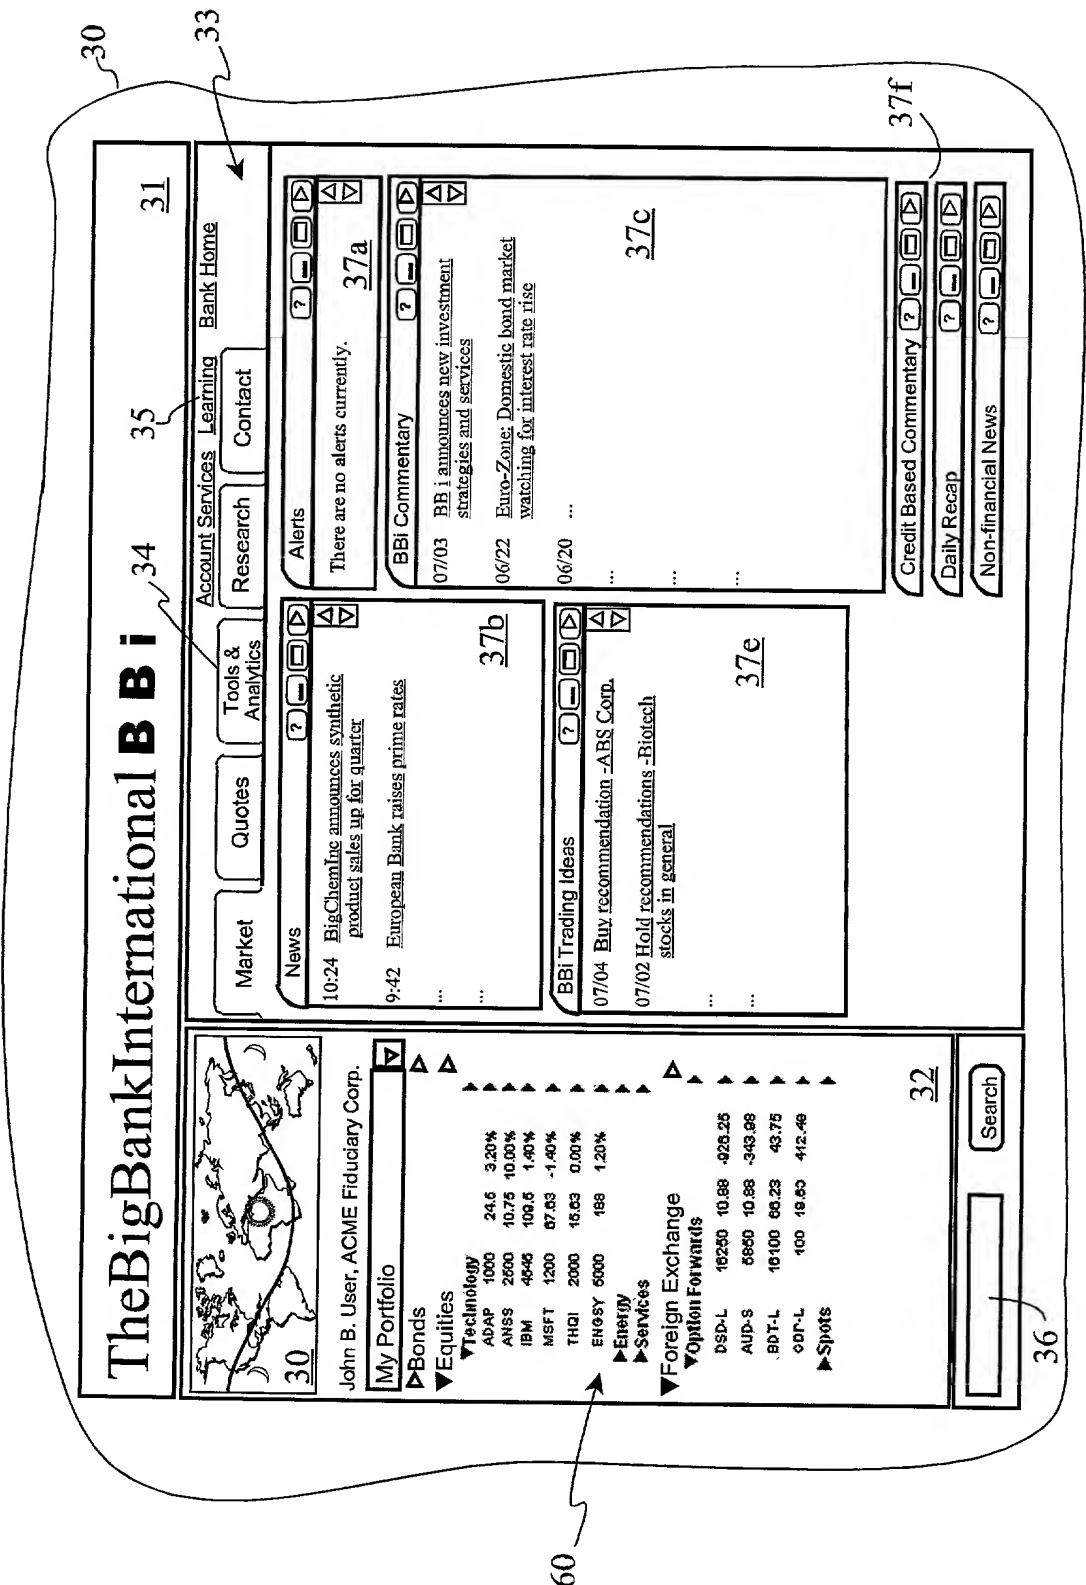 30
33
TheBigBankInternational B B i
31
35
34
Account Services Learning Bank Home
Market
Quotes
Tools &
Analytics
Research
Contact
30
John B. User, ACME Fiduciary Corp.
My Portfolio
Bonds
Equities
Technology
ADAP 1000 24.5 3.20%
ANSS 2500 10.75 10.00%
IBM 4545 109.5 1.40%
MSFT 1200 67.63 -1.40%
THQI 2000 15.63 0.00%
ENGSY 5000 188 1.20%
Energy
Services
Foreign Exchange
Option Forwards
DSD-L 16250 10.88 -925.25
AUD-S 5850 10.88 -343.98
BDT-L 16100 66.23 43.75
100 19.60 412.49
Spots
32
60
Search
36
News
?
10:24 BigChemInc announces synthetic
product sales up for quarter
9:42 European Bank raises prime rates
...
...
37b
Alerts
?
There are no alerts currently.
37a
BBi Trading Ideas
?
07/04 Buy recommendation -ABS Corp.
07/02 Hold recommendations -Biotech
stocks in general
...
...
37e
BBi Commentary
?
07/03 BB i announces new investment
strategies and services
06/22 Euro-Zone: Domestic bond market
watching for interest rate rise
06/20 ...
...
...
...
37c
Credit Based Commentary ?
37f
Daily Recap ?
Non-financial News ?